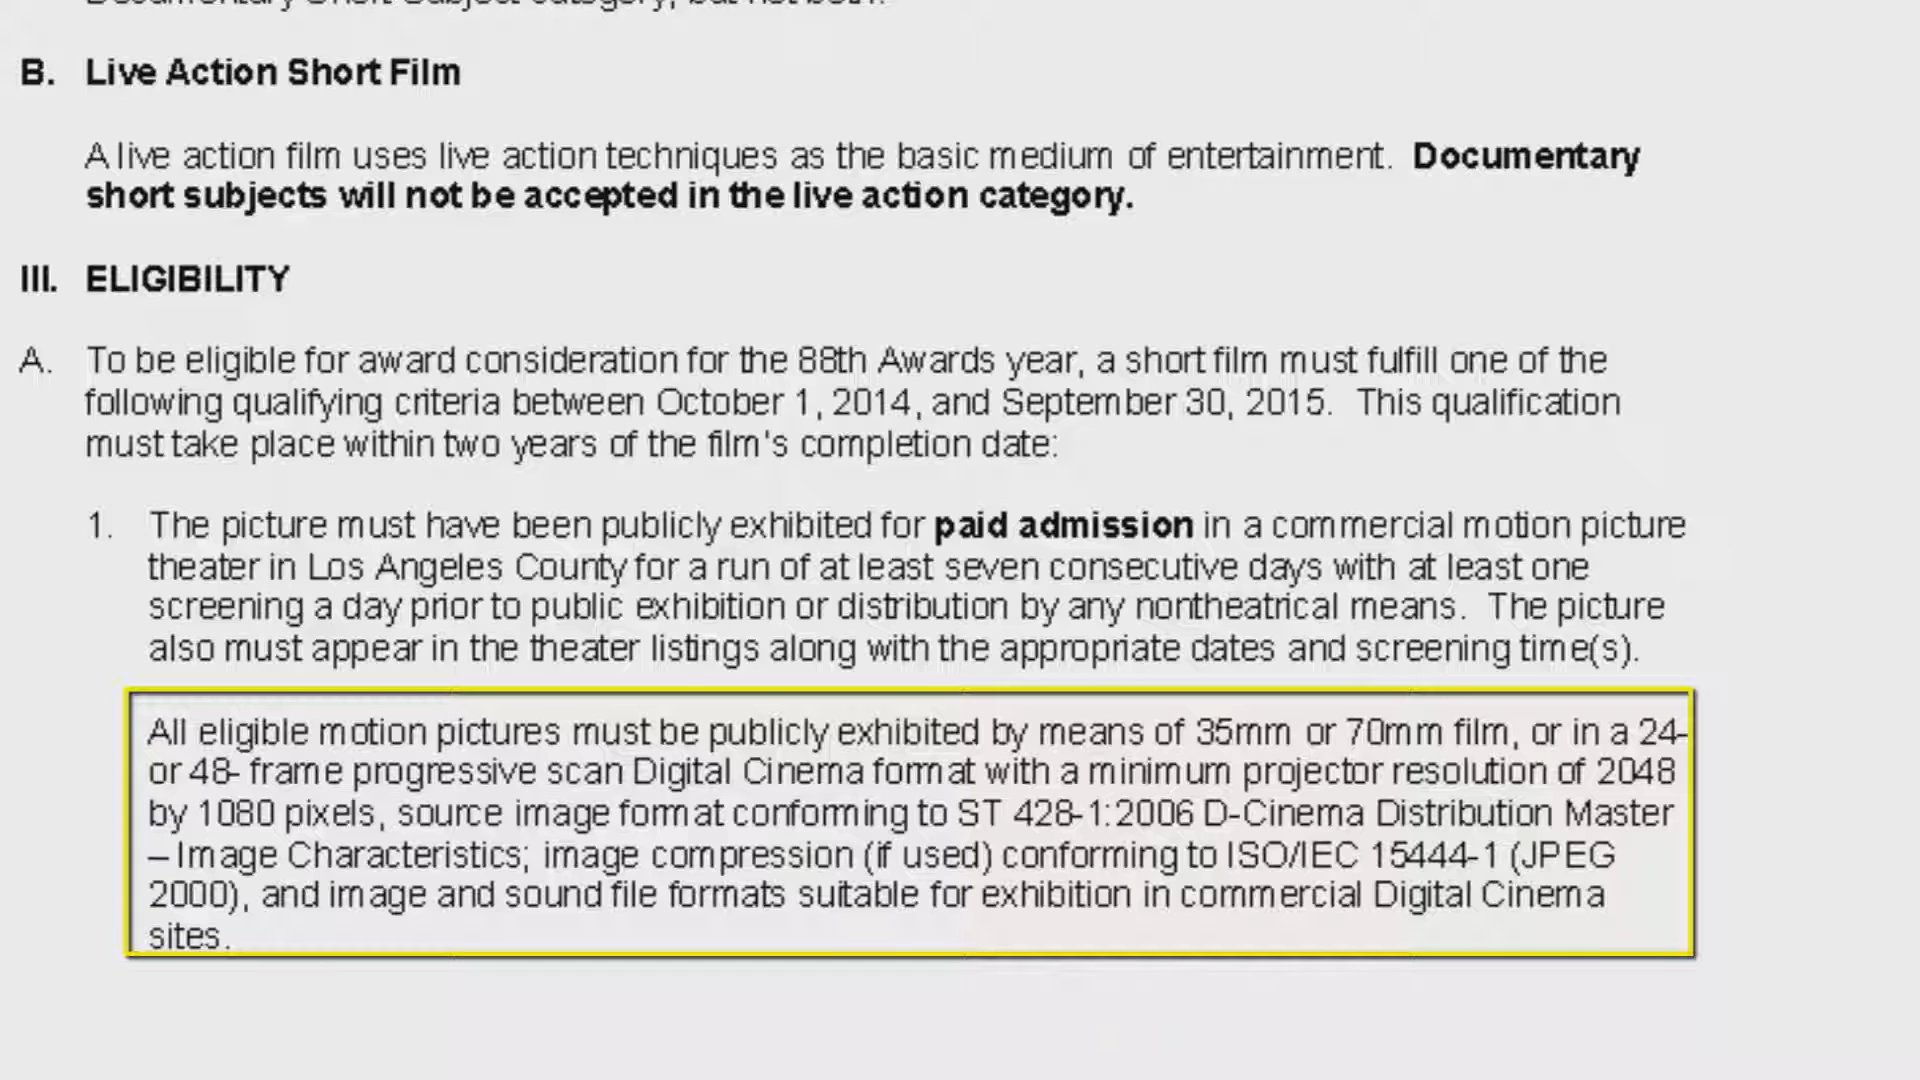 Documentary Short Subject category, but not both.
B. Live Action Short Film
A live action film uses live action techniques as the basic medium of entertainment. Documentary
short subjects will not be accepted in the live action category.
III. ELIGIBILITY
A. To be eligible for award consideration for the 88th Awards year, a short film must fulfill one of the
following qualifying criteria between October 1, 2014, and September 30, 2015. This qualification
must take place within two years of the film's completion date:
1. The picture must have been publicly exhibited for paid admission in a commercial motion picture
theater in Los Angeles County for a run of at least seven consecutive days with at least one
screening a day prior to public exhibition or distribution by any nontheatrical means. The picture
also must appear in the theater listings along with the appropriate dates and screening time(s).
All eligible motion pictures must be publicly exhibited by means of 35mm or 70mm film, or in a 24-
or 48- frame progressive scan Digital Cinema format with a minimum projector resolution of 2048
by 1080 pixels, source image format conforming to ST 428-1:2006 D-Cinema Distribution Master
– Image Characteristics; image compression (if used) conforming to ISO/IEC 15444-1 (JPEG
2000), and image and sound file formats suitable for exhibition in commercial Digital Cinema
sites.